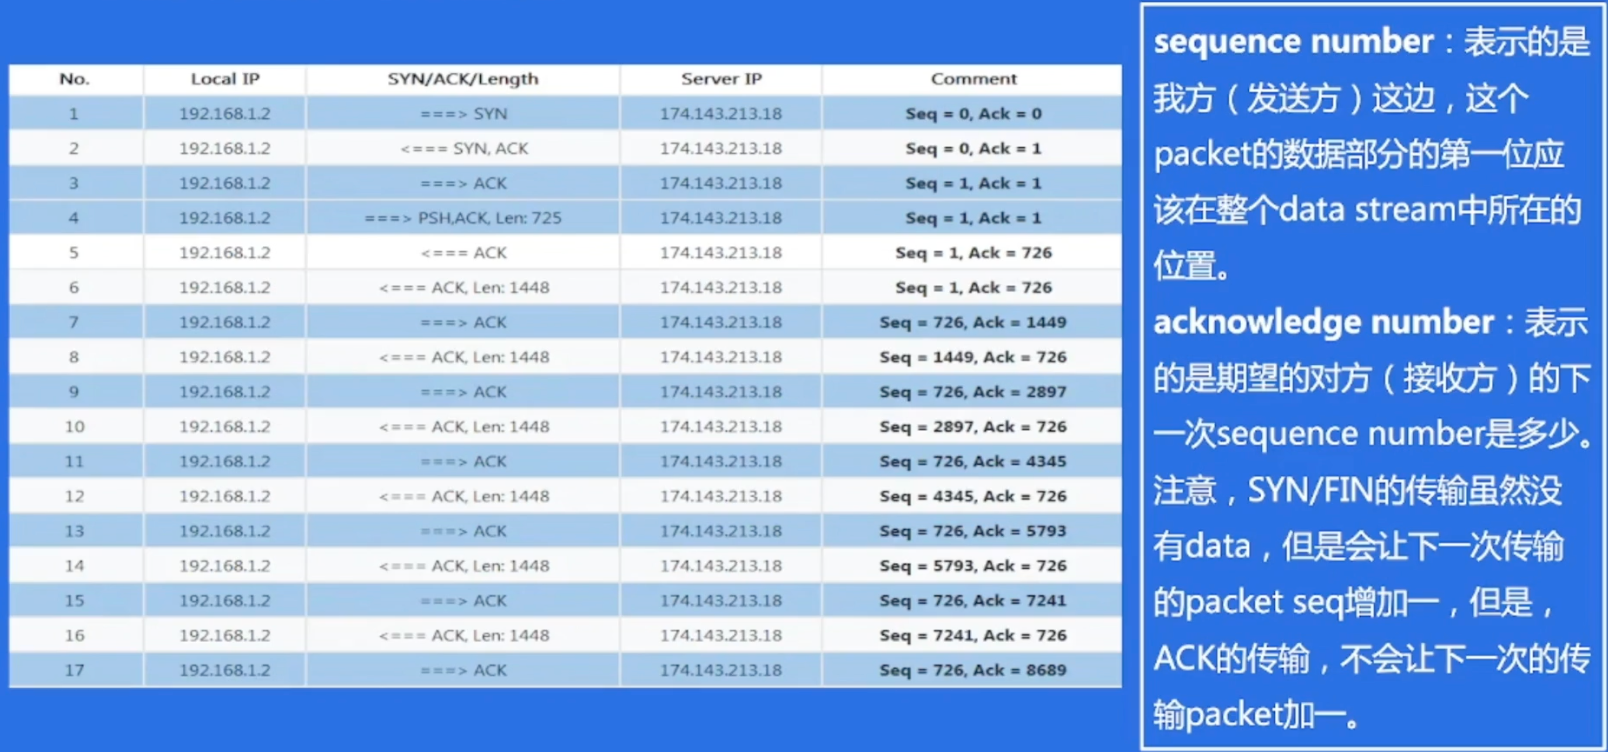 No. Local IP SYN/ACK/Length Server IP Comment
1 192.168.1.2 ===> SYN 174.143.213.18 Seq = 0, Ack = 0
2 192.168.1.2 <=== SYN, ACK 174.143.213.18 Seq = 0, Ack = 1
3 192.168.1.2 ===> ACK 174.143.213.18 Seq = 1, Ack = 1
4 192.168.1.2 ===> PSH,ACK, Len: 725 174.143.213.18 Seq = 1, Ack = 1
5 192.168.1.2 <=== ACK 174.143.213.18 Seq = 1, Ack = 726
6 192.168.1.2 <=== ACK, Len: 1448 174.143.213.18 Seq = 1, Ack = 726
7 192.168.1.2 ===> ACK 174.143.213.18 Seq = 726, Ack = 1449
8 192.168.1.2 <=== ACK, Len: 1448 174.143.213.18 Seq = 1449, Ack = 726
9 192.168.1.2 ===> ACK 174.143.213.18 Seq = 726, Ack = 2897
10 192.168.1.2 <=== ACK, Len: 1448 174.143.213.18 Seq = 2897, Ack = 726
11 192.168.1.2 ===> ACK 174.143.213.18 Seq = 726, Ack = 4345
12 192.168.1.2 <=== ACK, Len: 1448 174.143.213.18 Seq = 4345, Ack = 726
13 192.168.1.2 ===> ACK 174.143.213.18 Seq = 726, Ack = 5793
14 192.168.1.2 <=== ACK, Len: 1448 174.143.213.18 Seq = 5793, Ack = 726
15 192.168.1.2 ===> ACK 174.143.213.18 Seq = 726, Ack = 7241
16 192.168.1.2 <=== ACK, Len: 1448 174.143.213.18 Seq = 7241, Ack = 726
17 192.168.1.2 ===> ACK 174.143.213.18 Seq = 726, Ack = 8689
sequence number：表示的是
我方（发送方）这边，这个
packet的数据部分的第一位应
该在整个data stream中所在的
位置。
acknowledge number：表示
的是期望的对方（接收方）的下
一次sequence number是多少。
注意，SYN/FIN的传输虽然没
有data，但是会让下一次传输
的packet seq增加一，但是，
ACK的传输，不会让下一次的传
输packet加一。